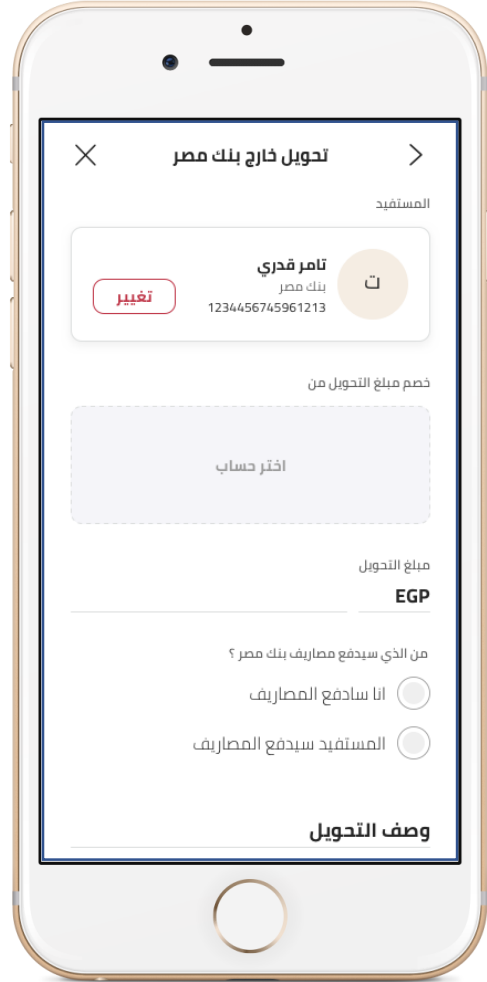 تحويل خارج بنك مصر
المستفيد
ت
تامر قدري
بنك مصر
1234456745961213
تغيير
خصم مبلغ التحويل من
اختر حساب
مبلغ التحويل
EGP
من الذي سيدفع مصاريف بنك مصر ؟
انا سادفع المصاريف
المستفيد سيدفع المصاريف
وصف التحويل